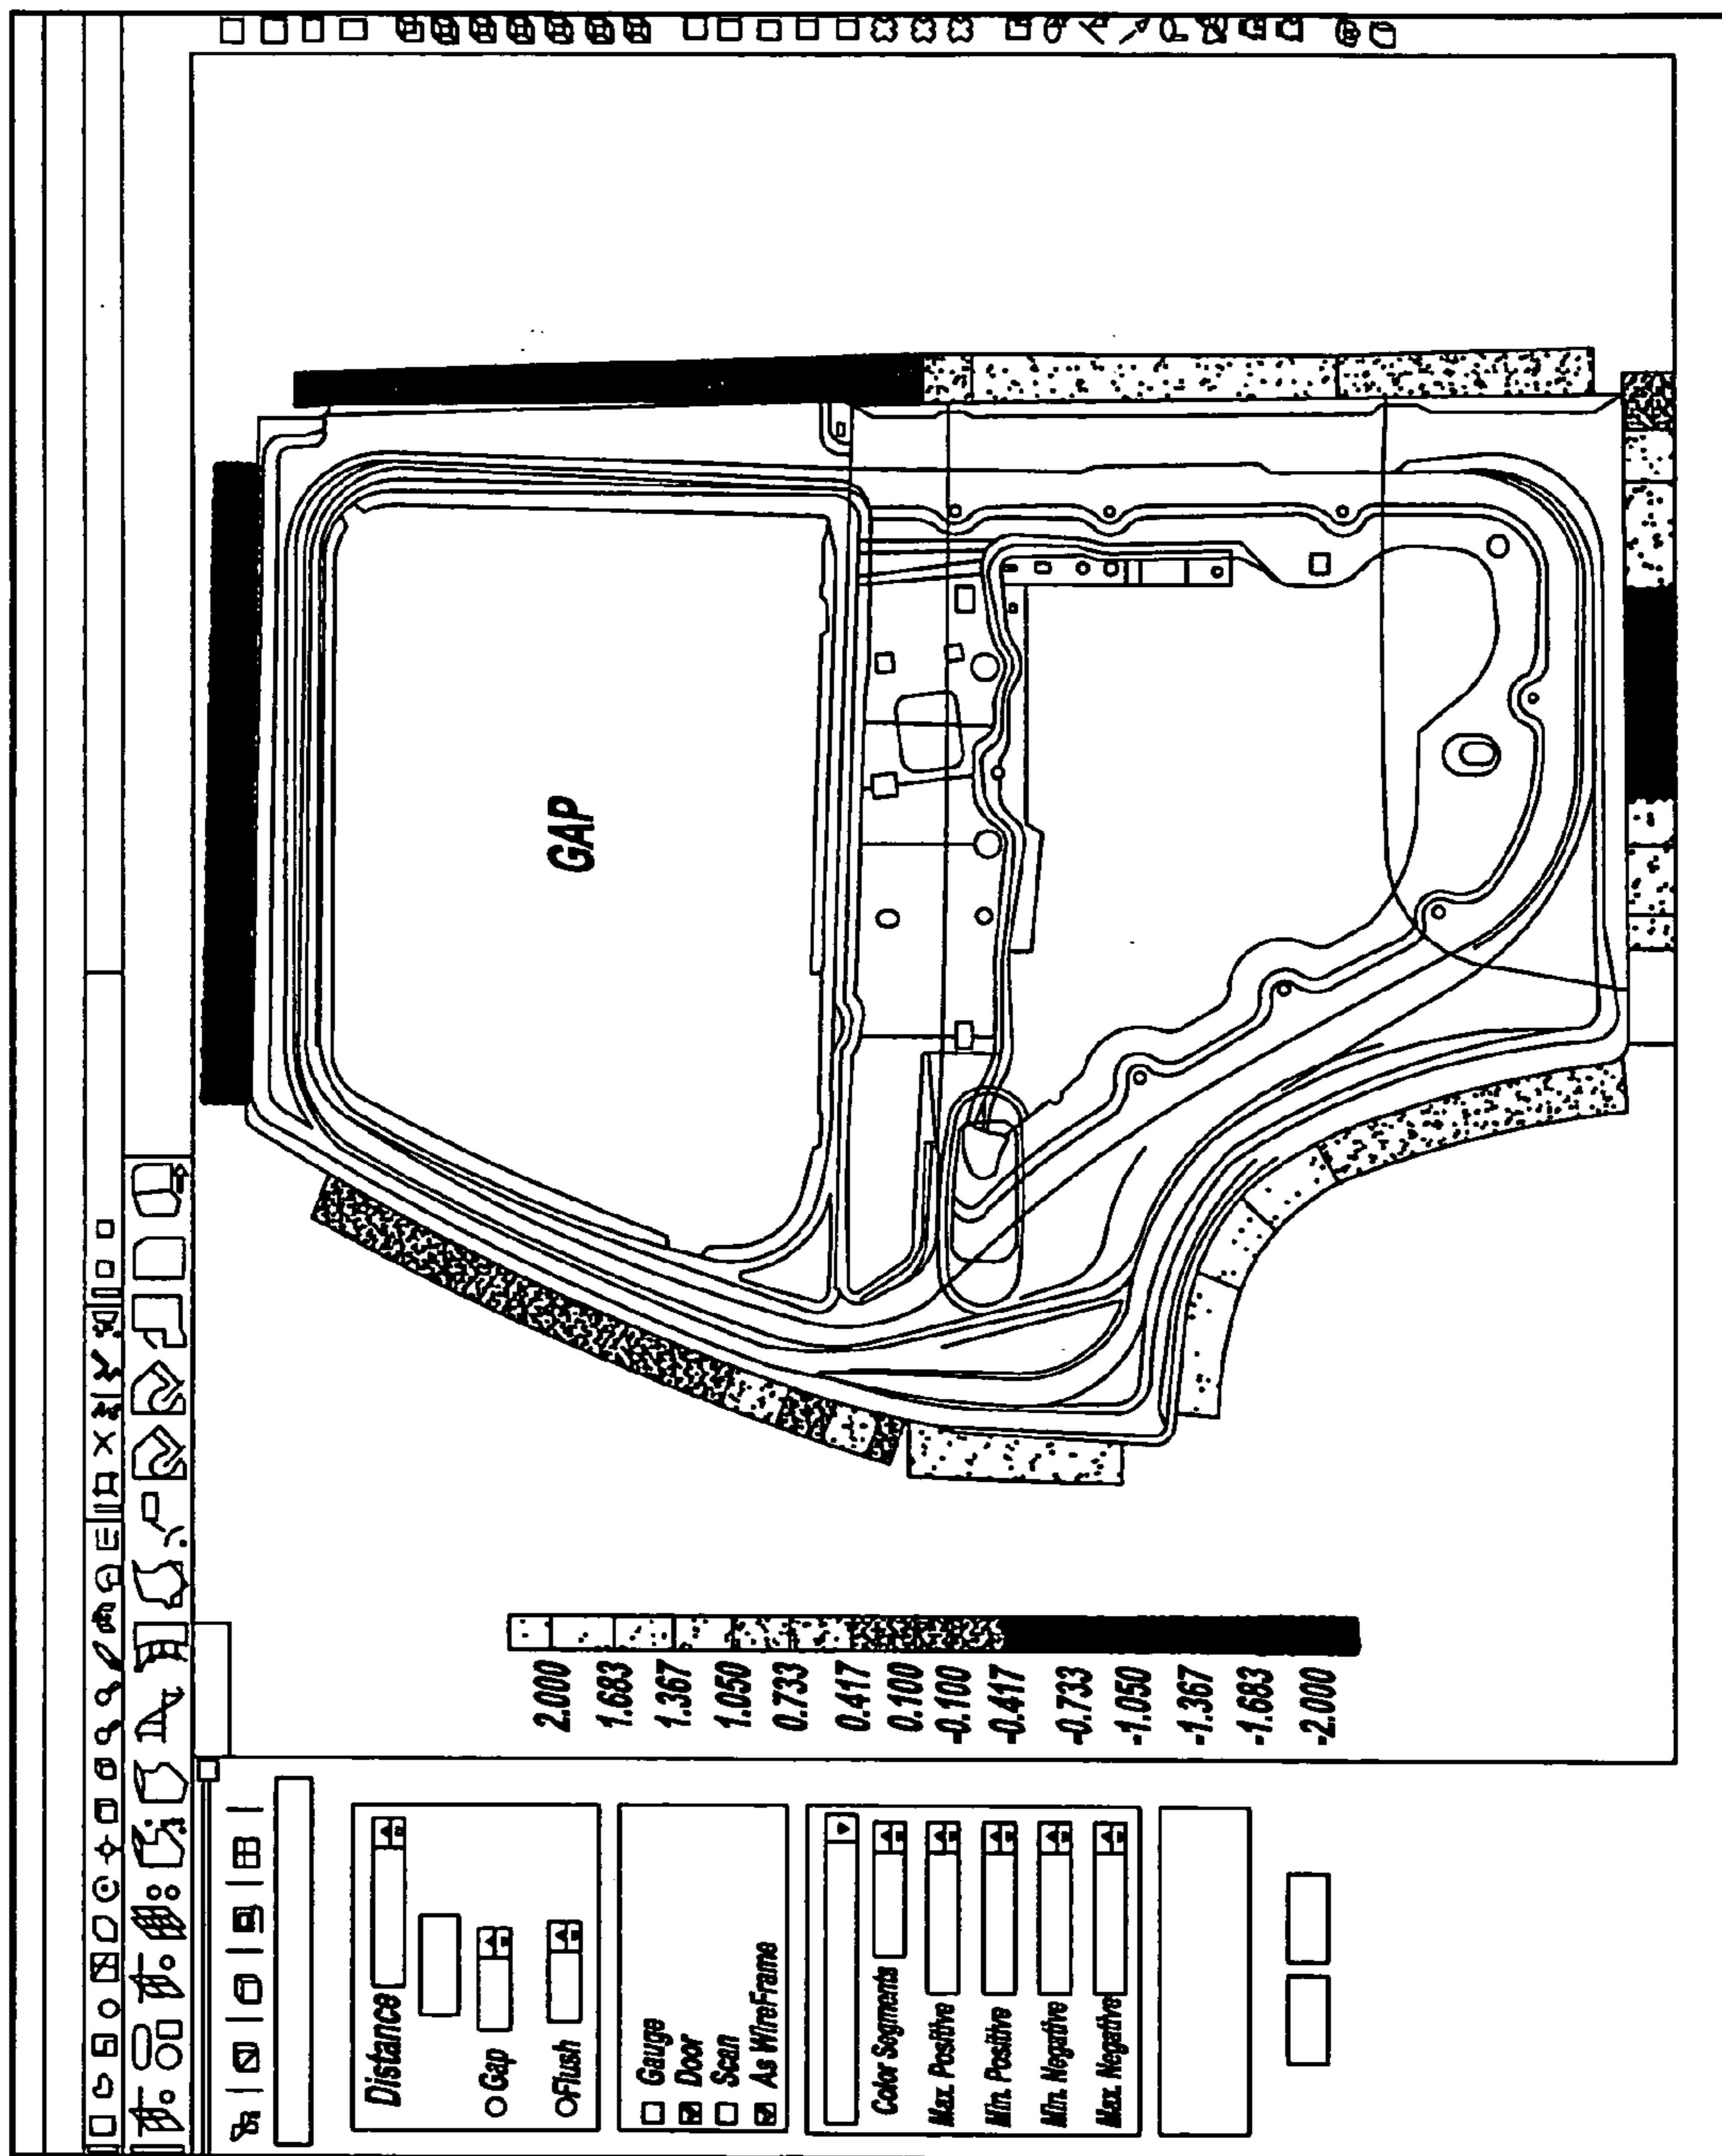 Distance
Gap
Flush
Gauge
Door
Scan
As WireFrame
Color Segments
Max. Positive
Min. Positive
Min. Negative
Max. Negative
2.000
1.683
1.367
1.050
0.733
0.417
0.100
-0.100
-0.417
-0.733
-1.050
-1.367
-1.683
-2.000
GAP